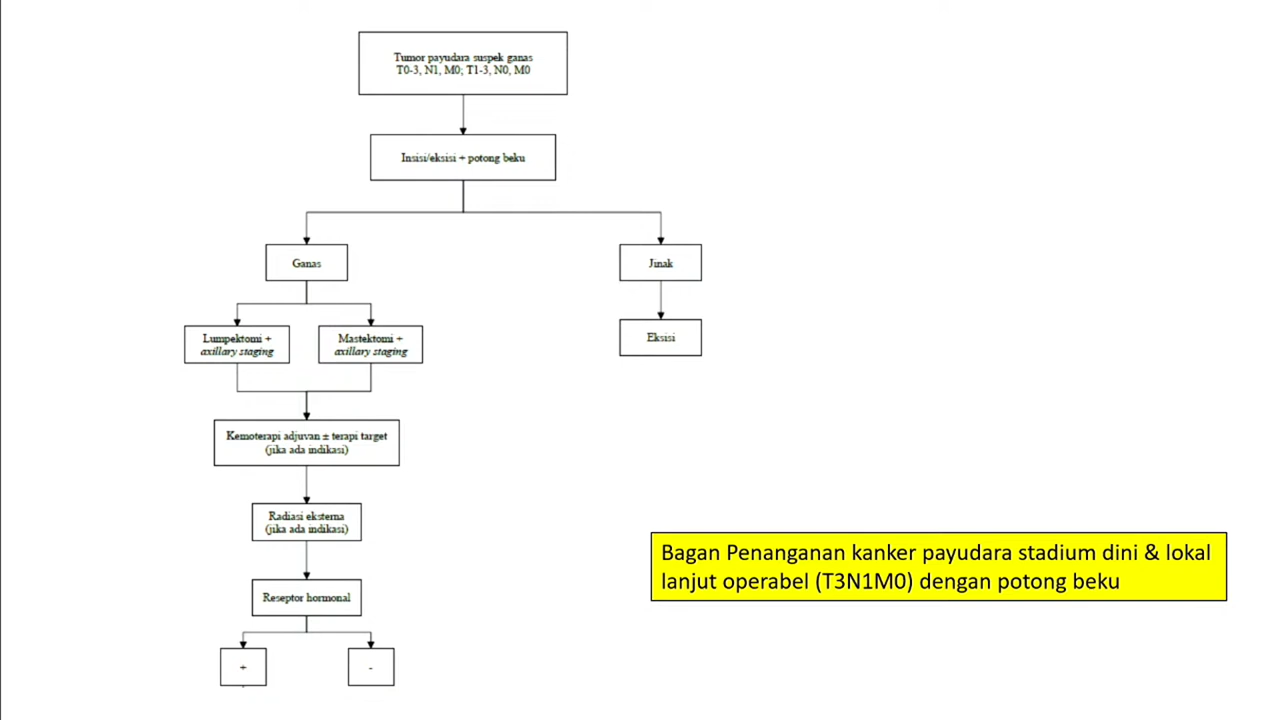 Tumor payudara suspek ganas
T0-3, N1, M0; T1-3, N0, M0
Insisi/eksisi + potong beku
Ganas
Jinak
Lumpektomi +
axillary staging
Mastektomi +
axillary staging
Eksisi
Kemoterapi adjuvan ± terapi target
(jika ada indikasi)
Radiasi eksterna
(jika ada indikasi)
Reseptor hormonal
+
-
Bagan Penanganan kanker payudara stadium dini & lokal
lanjut operabel (T3N1M0) dengan potong beku